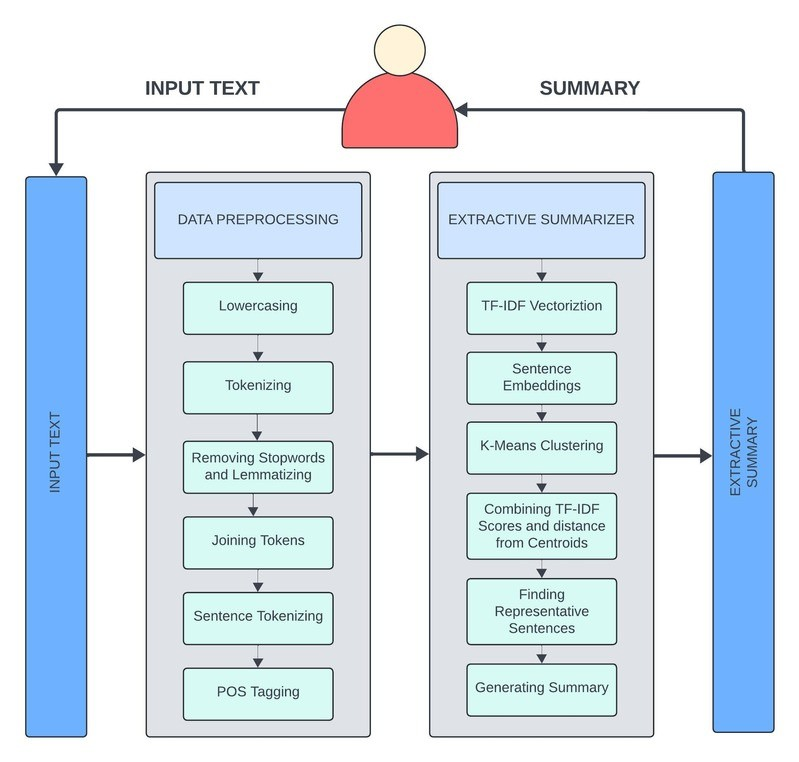 INPUT TEXT
SUMMARY
INPUT TEXT
DATA PREPROCESSING
Lowercasing
Tokenizing
Removing Stopwords
and Lemmatizing
Joining Tokens
Sentence Tokenizing
POS Tagging
EXTRACTIVE SUMMARIZER
TF-IDF Vectoriztion
Sentence
Embeddings
K-Means Clustering
Combining TF-IDF
Scores and distance
from Centroids
Finding
Representative
Sentences
Generating Summary
EXTRACTIVE
SUMMARY